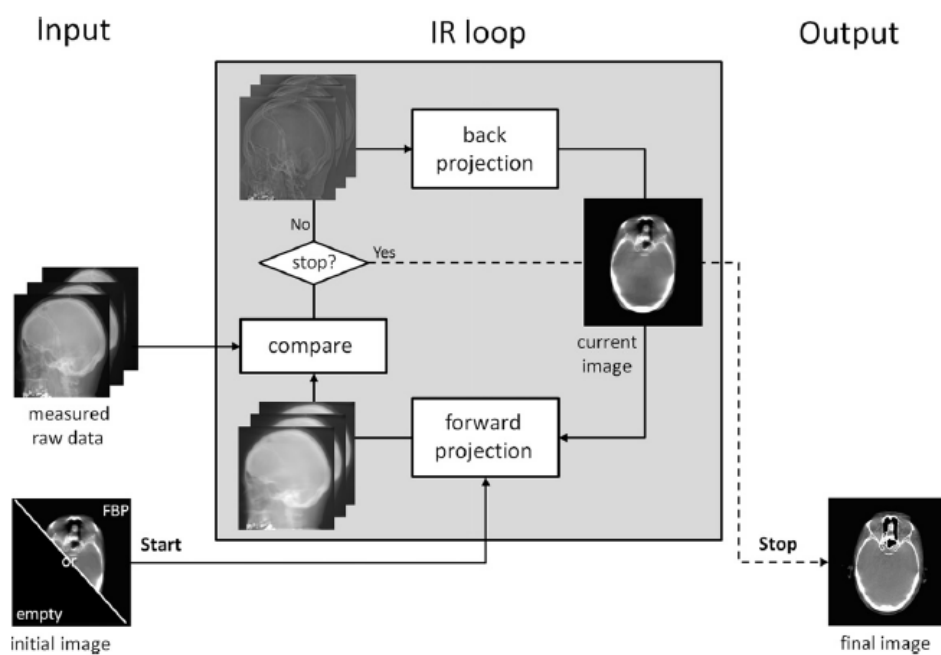 Input
IR loop
Output
back
projection
No
stop?
Yes
compare
current
image
measured
raw data
forward
projection
FBP
or
empty
initial image
Start
Stop
final image